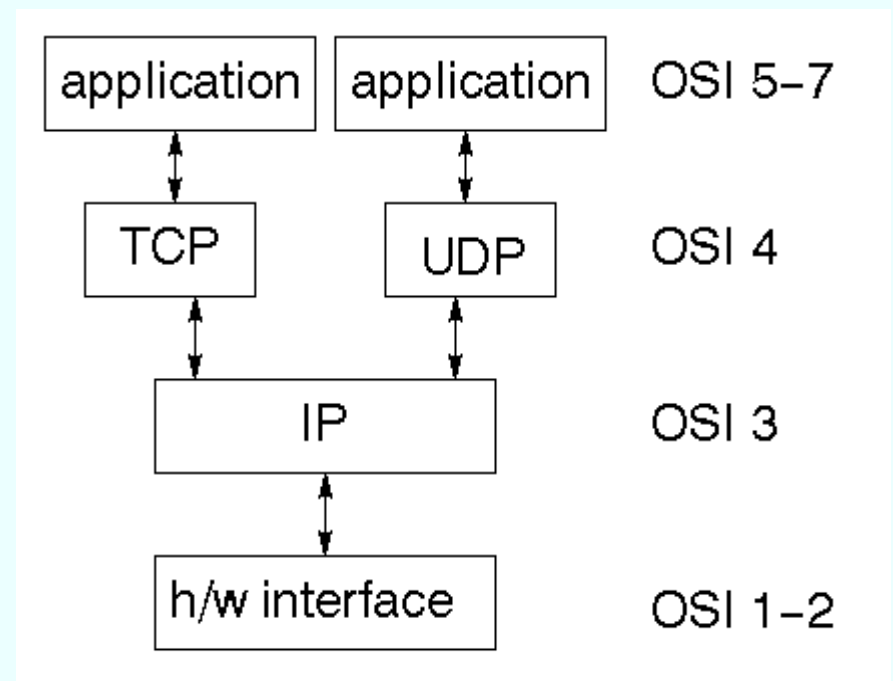 application application OSI 5–7
TCP UDP OSI 4
IP OSI 3
h/w interface OSI 1–2